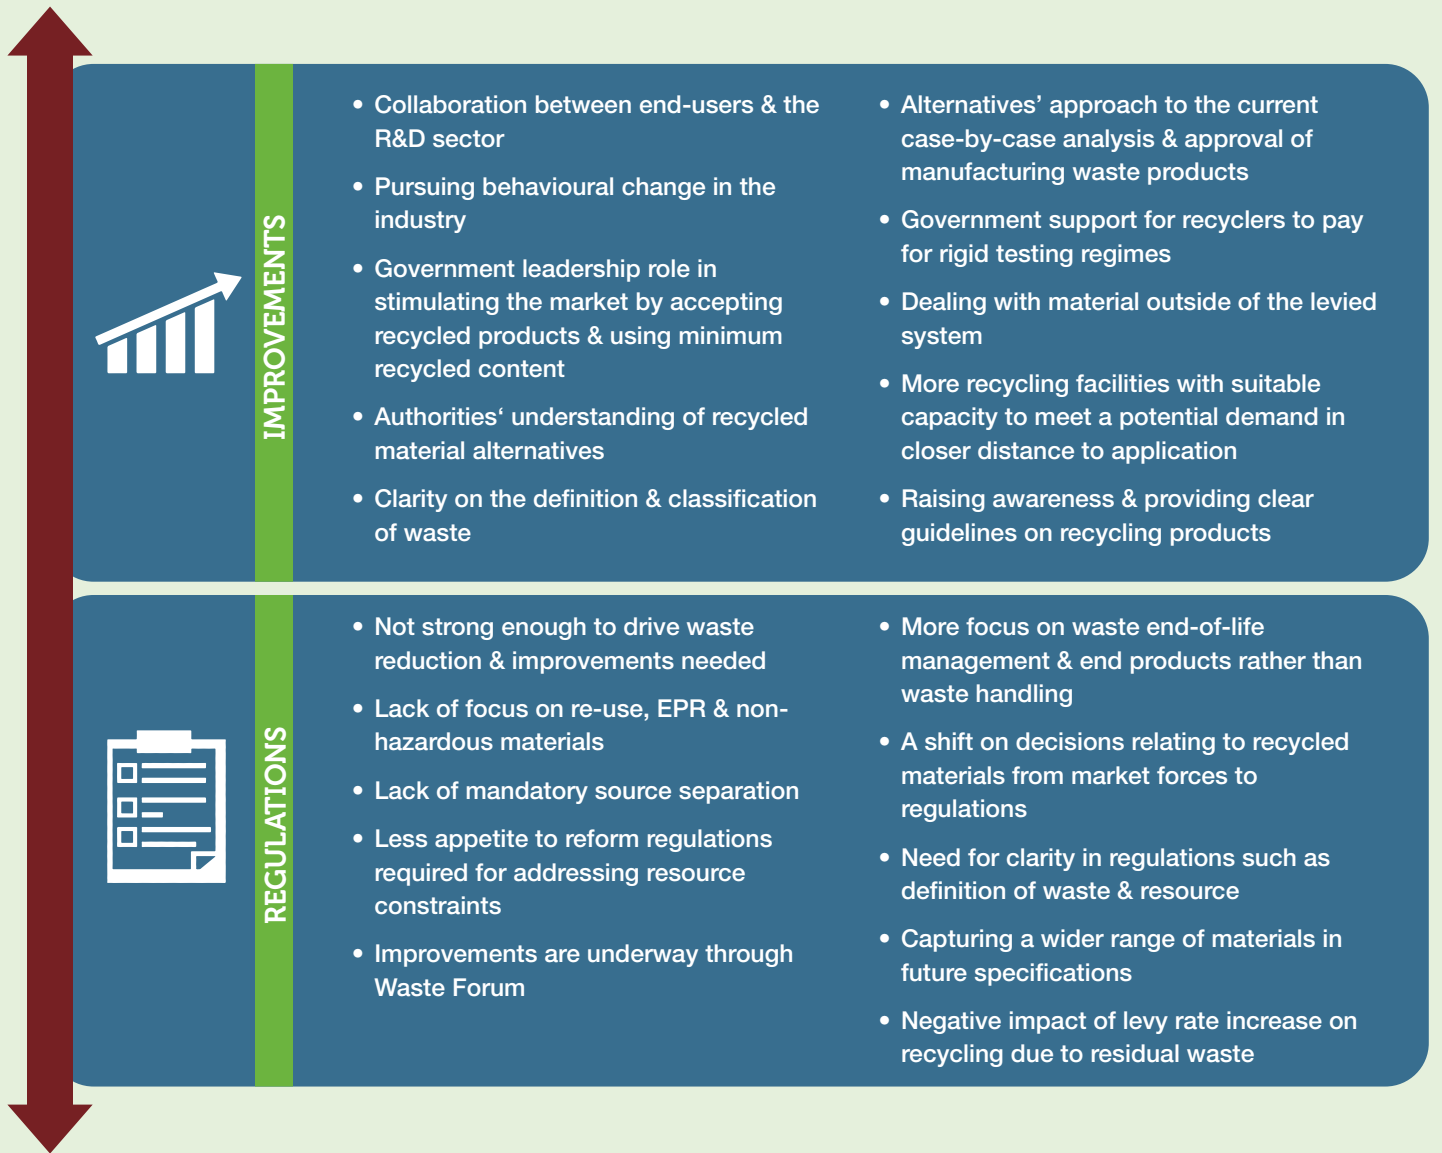 IMPROVEMENTS
• Collaboration between end-users & the
R&D sector
• Pursuing behavioural change in the
industry
• Government leadership role in
stimulating the market by accepting
recycled products & using minimum
recycled content
• Authorities‘ understanding of recycled
material alternatives
• Clarity on the definition & classification
of waste
• Alternatives’ approach to the current
case-by-case analysis & approval of
manufacturing waste products
• Government support for recyclers to pay
for rigid testing regimes
• Dealing with material outside of the levied
system
• More recycling facilities with suitable
capacity to meet a potential demand in
closer distance to application
• Raising awareness & providing clear
guidelines on recycling products
REGULATIONS
• Not strong enough to drive waste
reduction & improvements needed
• Lack of focus on re-use, EPR & non-
hazardous materials
• Lack of mandatory source separation
• Less appetite to reform regulations
required for addressing resource
constraints
• Improvements are underway through
Waste Forum
• More focus on waste end-of-life
management & end products rather than
waste handling
• A shift on decisions relating to recycled
materials from market forces to
regulations
• Need for clarity in regulations such as
definition of waste & resource
• Capturing a wider range of materials in
future specifications
• Negative impact of levy rate increase on
recycling due to residual waste